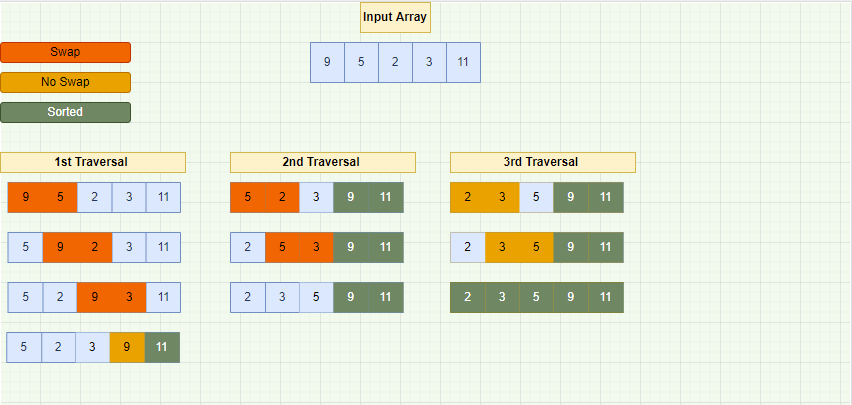 Input Array
Swap
9 5 2 3 11
No Swap
Sorted
1st Traversal 2nd Traversal 3rd Traversal
9 5 2 3 11 5 2 3 9 11 2 3 5 9 11
5 9 2 3 11 2 5 3 9 11 2 3 5 9 11
5 2 9 3 11 2 3 5 9 11 2 3 5 9 11
5 2 3 9 11